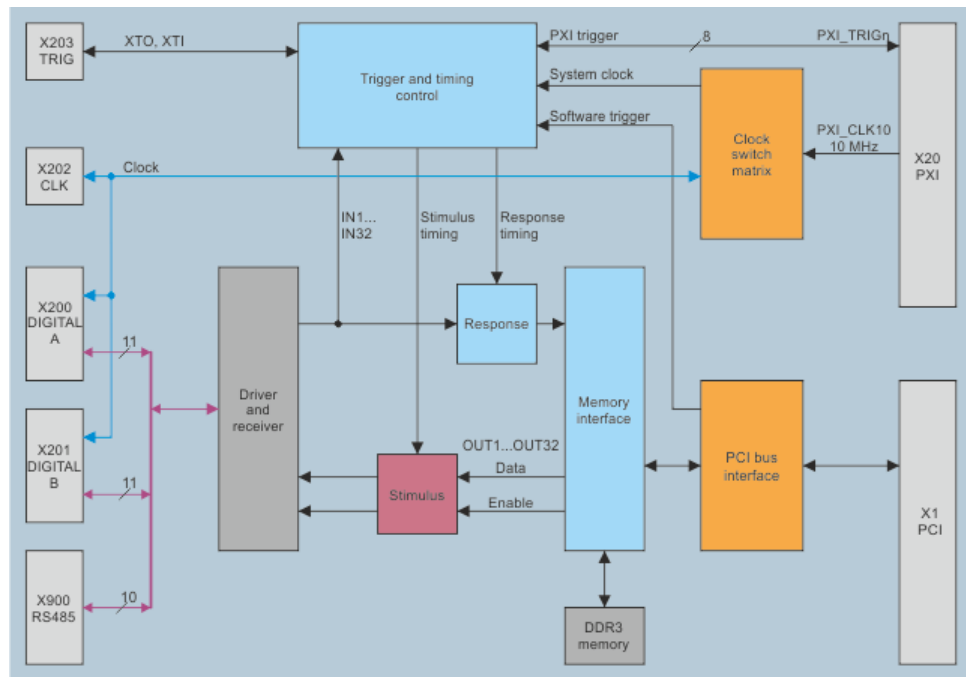 X203
TRIG
XTO, XTI
Trigger and timing
control
PXI trigger
8
PXI_TRIGn
System clock
Software trigger
Clock
switch
matrix
PXI_CLK10
10 MHz
X20
PXI
X202
CLK
Clock
IN1...
IN32
Stimulus
timing
Response
timing
X200
DIGITAL
A
11
Response
Driver
and
receiver
Memory
interface
X201
DIGITAL
B
11
OUT1...OUT32
Data
Stimulus
Enable
PCI bus
interface
X1
PCI
X900
RS485
10
DDR3
memory